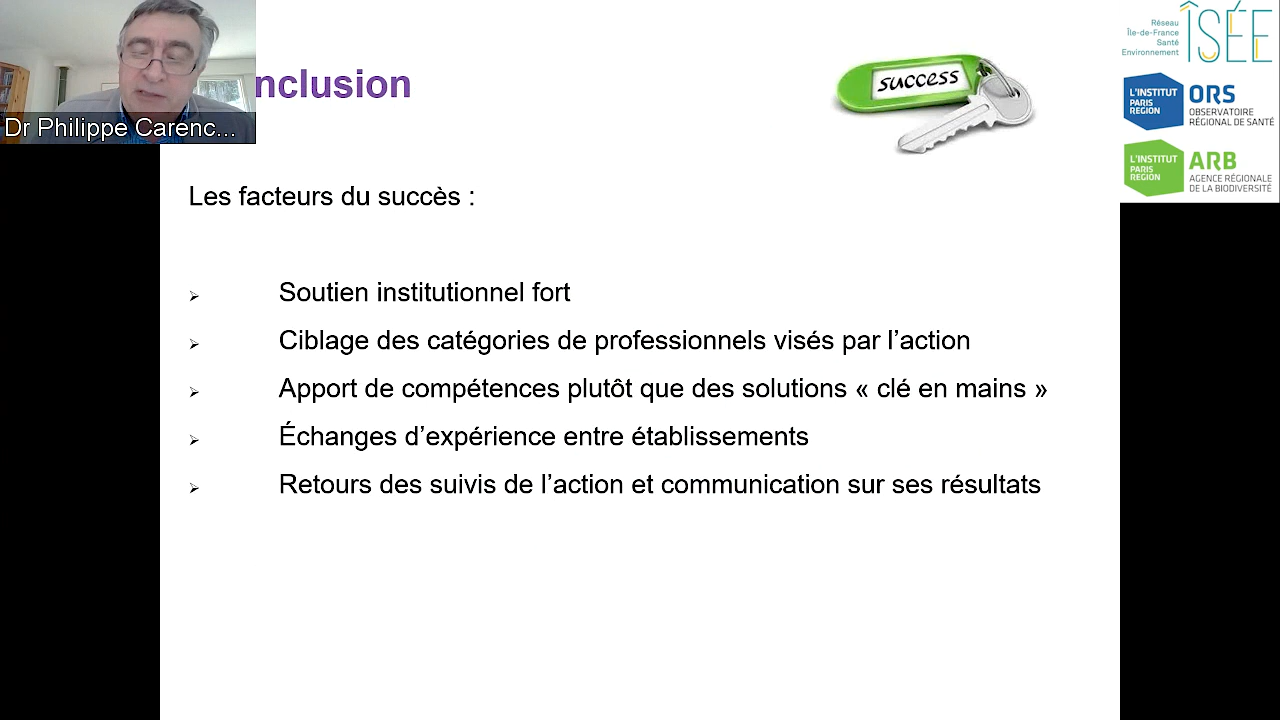 nclusion
Dr Philippe Carenc...
success
Réseau
Île-de-France
Santé
Environnement
ÎSÉE
L'INSTITUT
PARIS
REGION
ORS
OBSERVATOIRE
RÉGIONAL DE SANTÉ
L'INSTITUT
PARIS
REGION
ARB
AGENCE RÉGIONALE
DE LA BIODIVERSITÉ
Les facteurs du succès :
➢ Soutien institutionnel fort
➢ Ciblage des catégories de professionnels visés par l’action
➢ Apport de compétences plutôt que des solutions « clé en mains »
➢ Échanges d’expérience entre établissements
➢ Retours des suivis de l’action et communication sur ses résultats